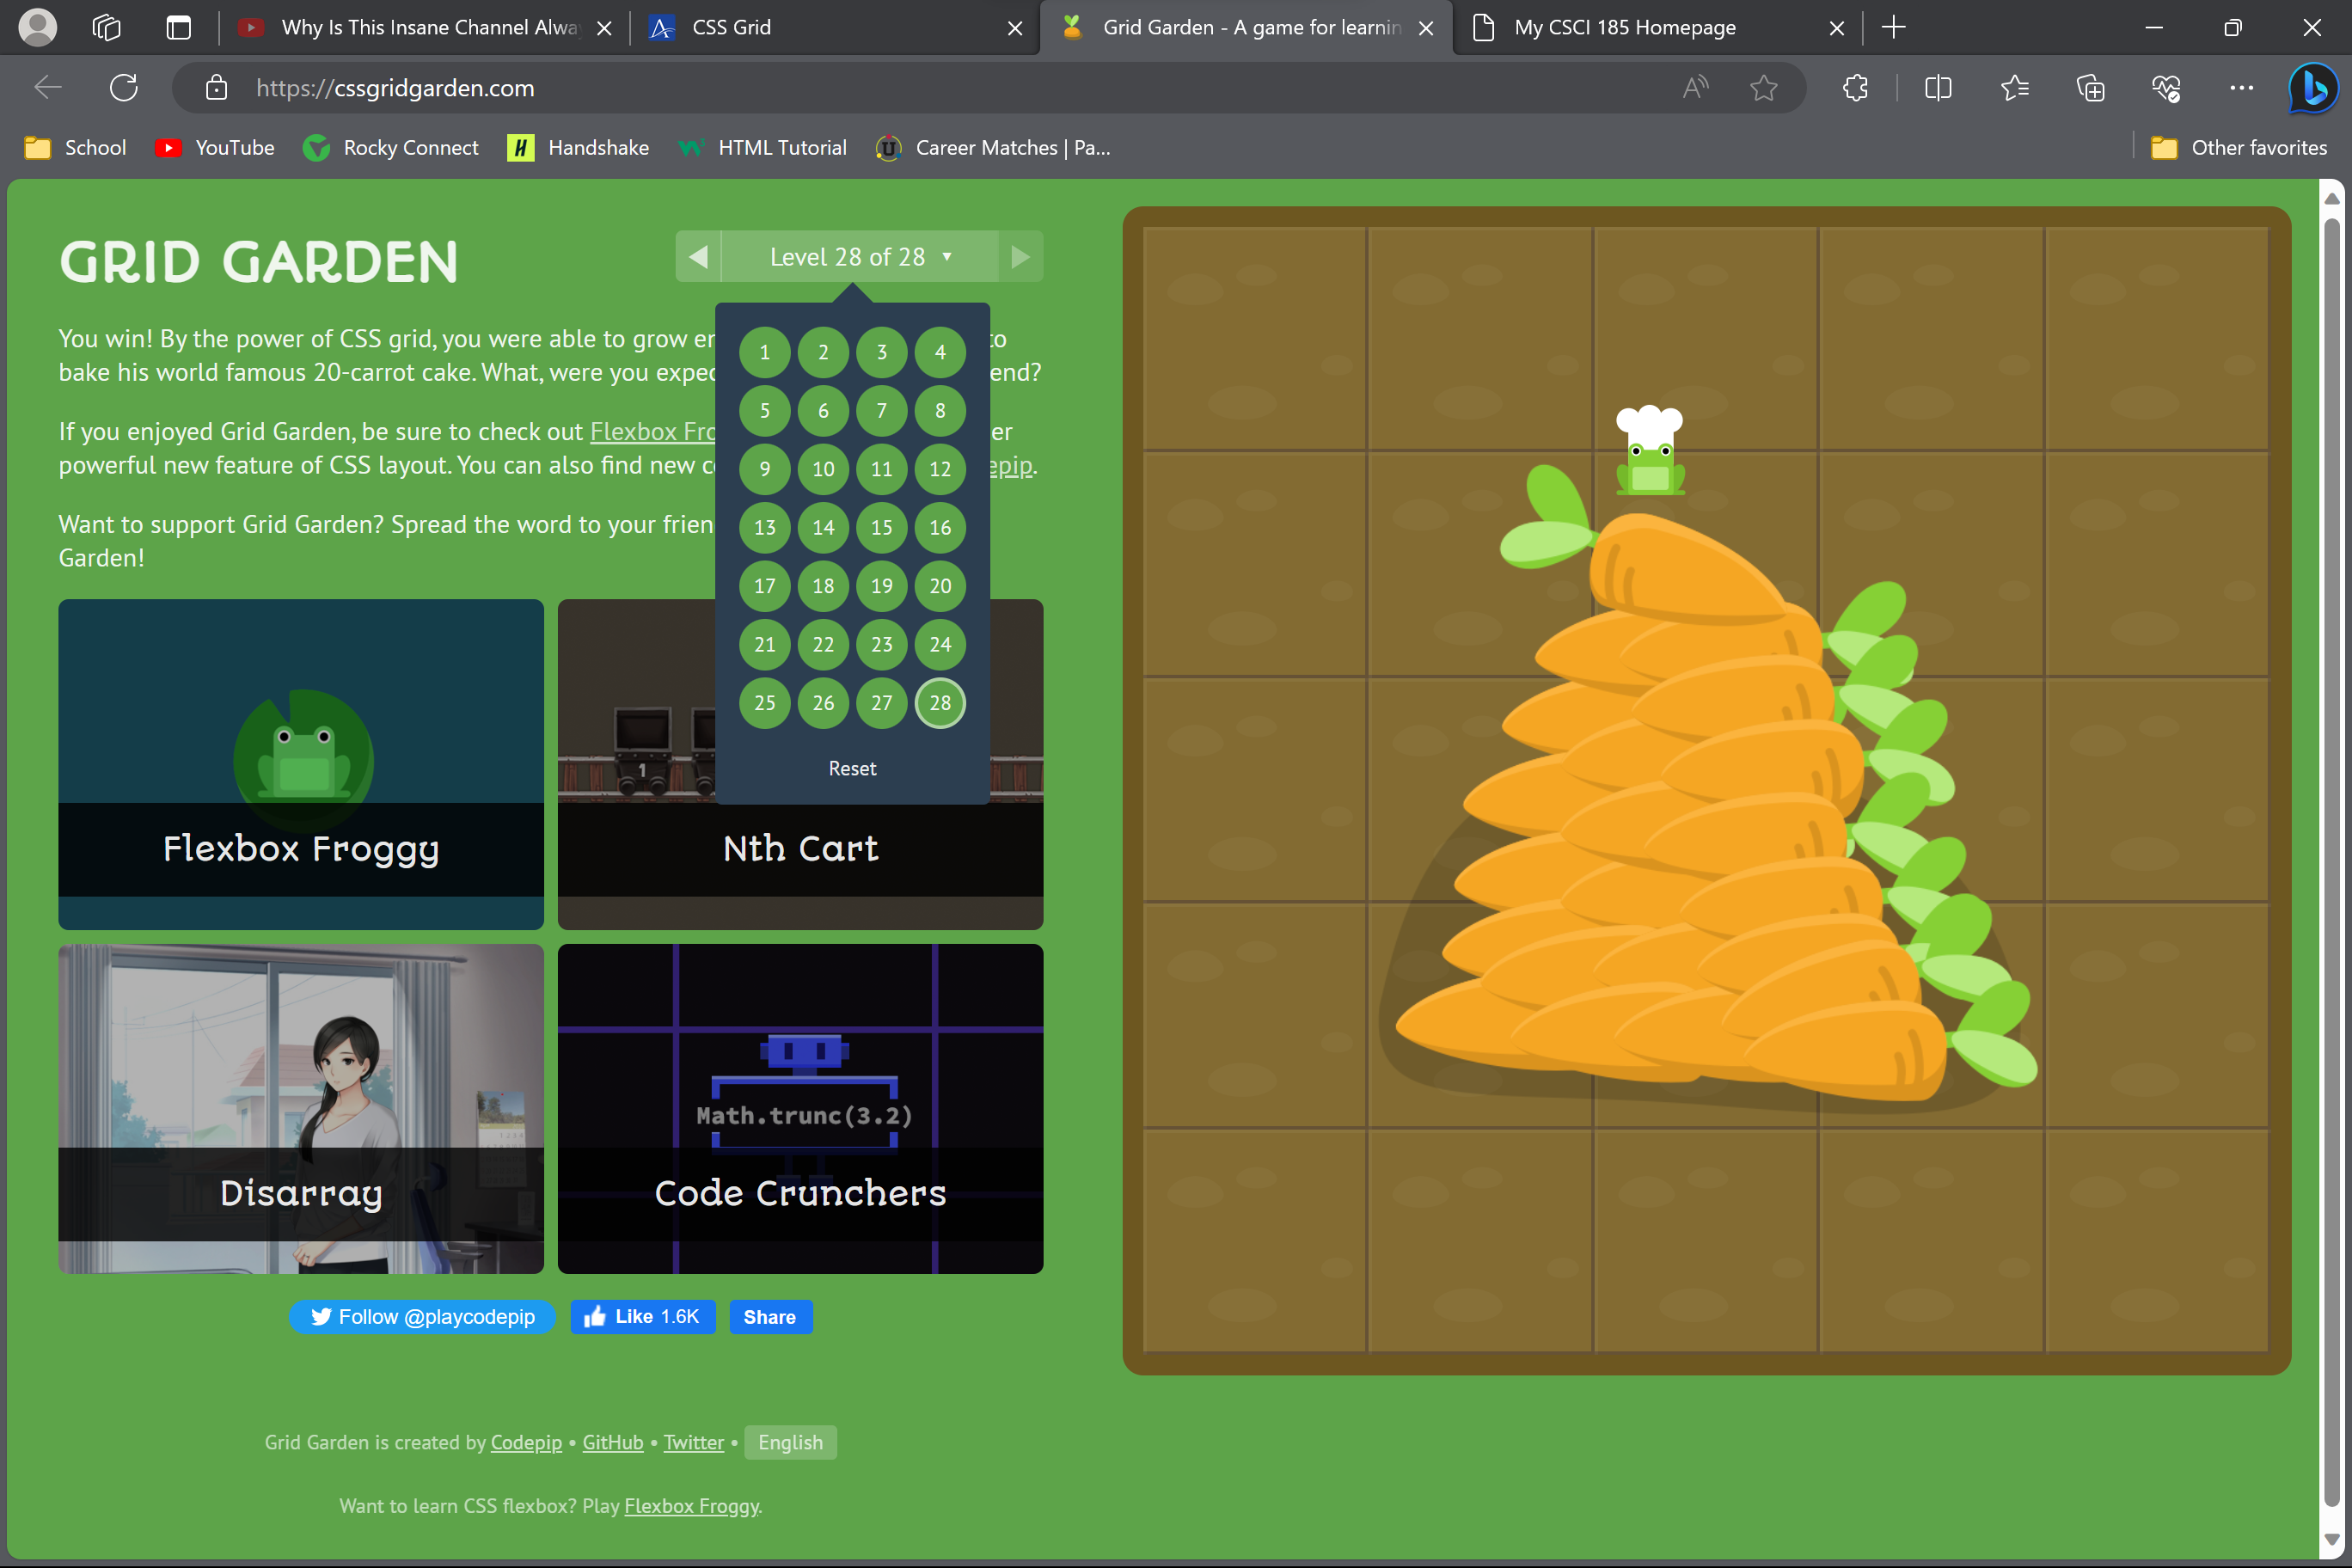 Why Is This Insane Channel Alwa
CSS Grid
Grid Garden - A game for learnin
My CSCI 185 Homepage
https://cssgridgarden.com
School
YouTube
Rocky Connect
H Handshake
HTML Tutorial
Career Matches | Pa...
Other favorites
GRID GARDEN
Level 28 of 28
You win! By the power of CSS grid, you were able to grow en to
bake his world famous 20-carrot cake. What, were you expec end?
If you enjoyed Grid Garden, be sure to check out Flexbox Fro er
powerful new feature of CSS layout. You can also find new co epip.
Want to support Grid Garden? Spread the word to your frien
Garden!
1 2 3 4
5 6 7 8
9 10 11 12
13 14 15 16
17 18 19 20
21 22 23 24
25 26 27 28
Reset
1
Flexbox Froggy
Nth Cart
Disarray
Math.trunc(3.2)
Code Crunchers
Follow @playcodepip
Like 1.6K
Share
Grid Garden is created by Codepip • GitHub • Twitter • English
Want to learn CSS flexbox? Play Flexbox Froggy.